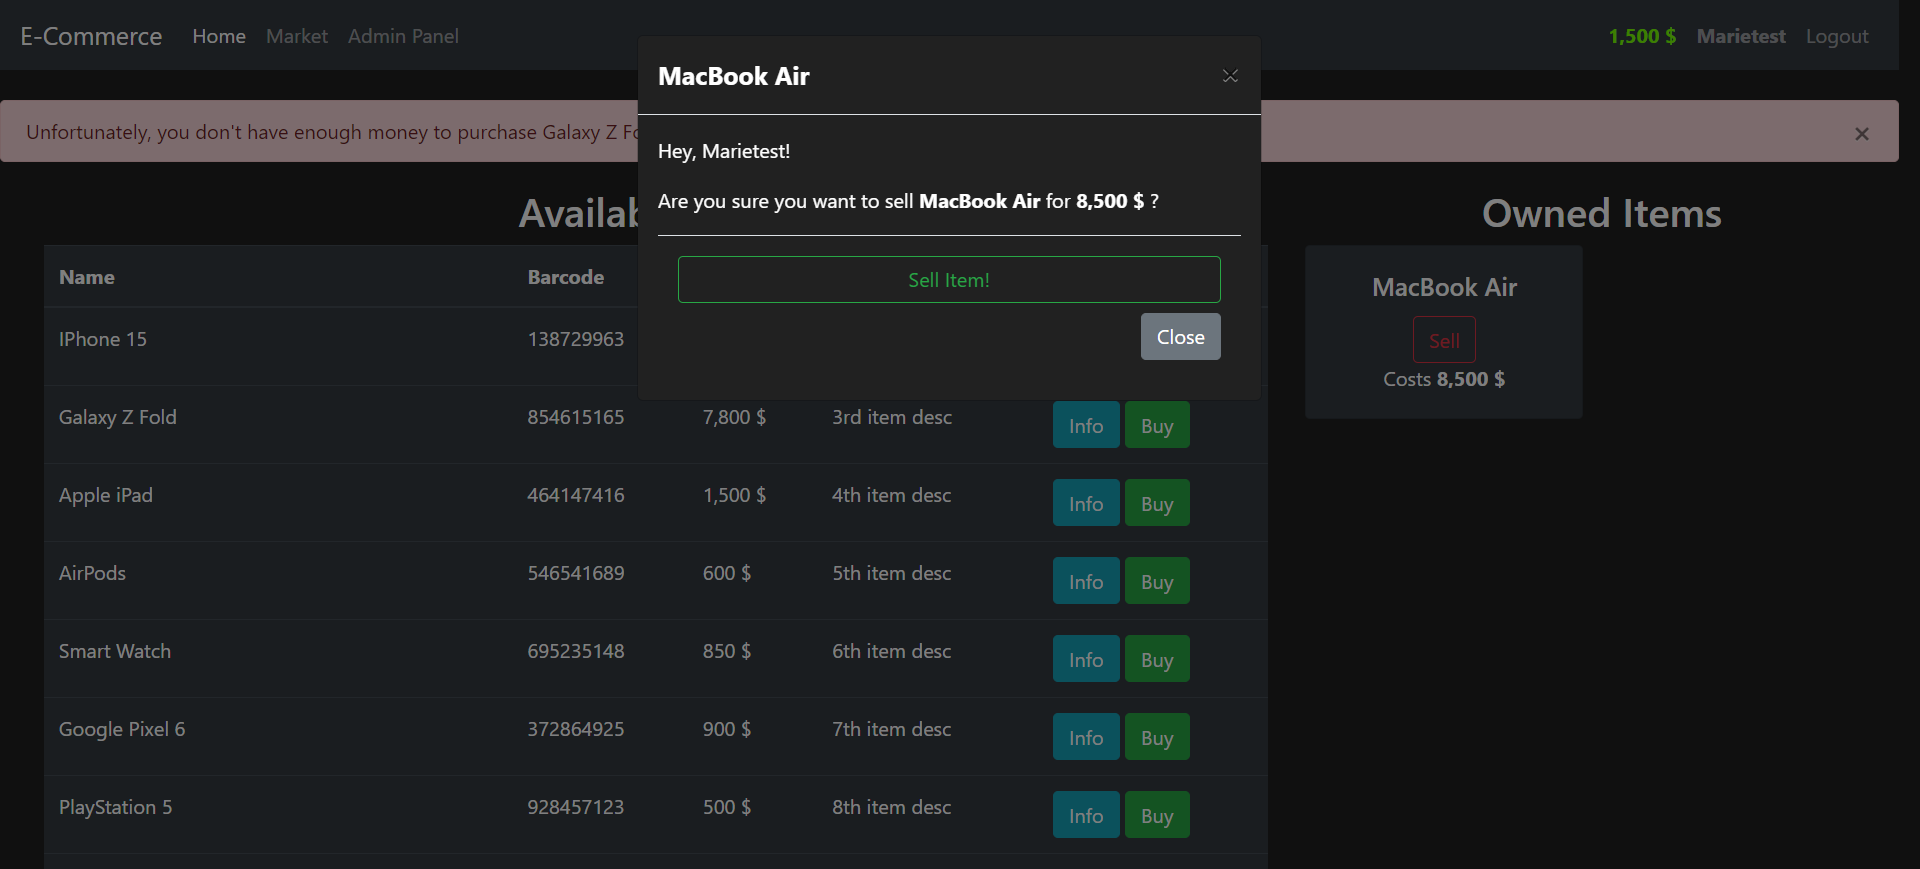 E-Commerce Home Market Admin Panel 1,500 $ Marietest Logout
MacBook Air ×
Unfortunately, you don't have enough money to purchase Galaxy Z ×
Hey, Marietest!
Are you sure you want to sell MacBook Air for 8,500 $ ?
Owned Items
Name Barcode
Sell Item!
MacBook Air
IPhone 15 138729963
Close
Sell
Costs 8,500 $
Galaxy Z Fold 854615165 7,800 $ 3rd item desc Info Buy
Apple iPad 464147416 1,500 $ 4th item desc Info Buy
AirPods 546541689 600 $ 5th item desc Info Buy
Smart Watch 695235148 850 $ 6th item desc Info Buy
Google Pixel 6 372864925 900 $ 7th item desc Info Buy
PlayStation 5 928457123 500 $ 8th item desc Info Buy